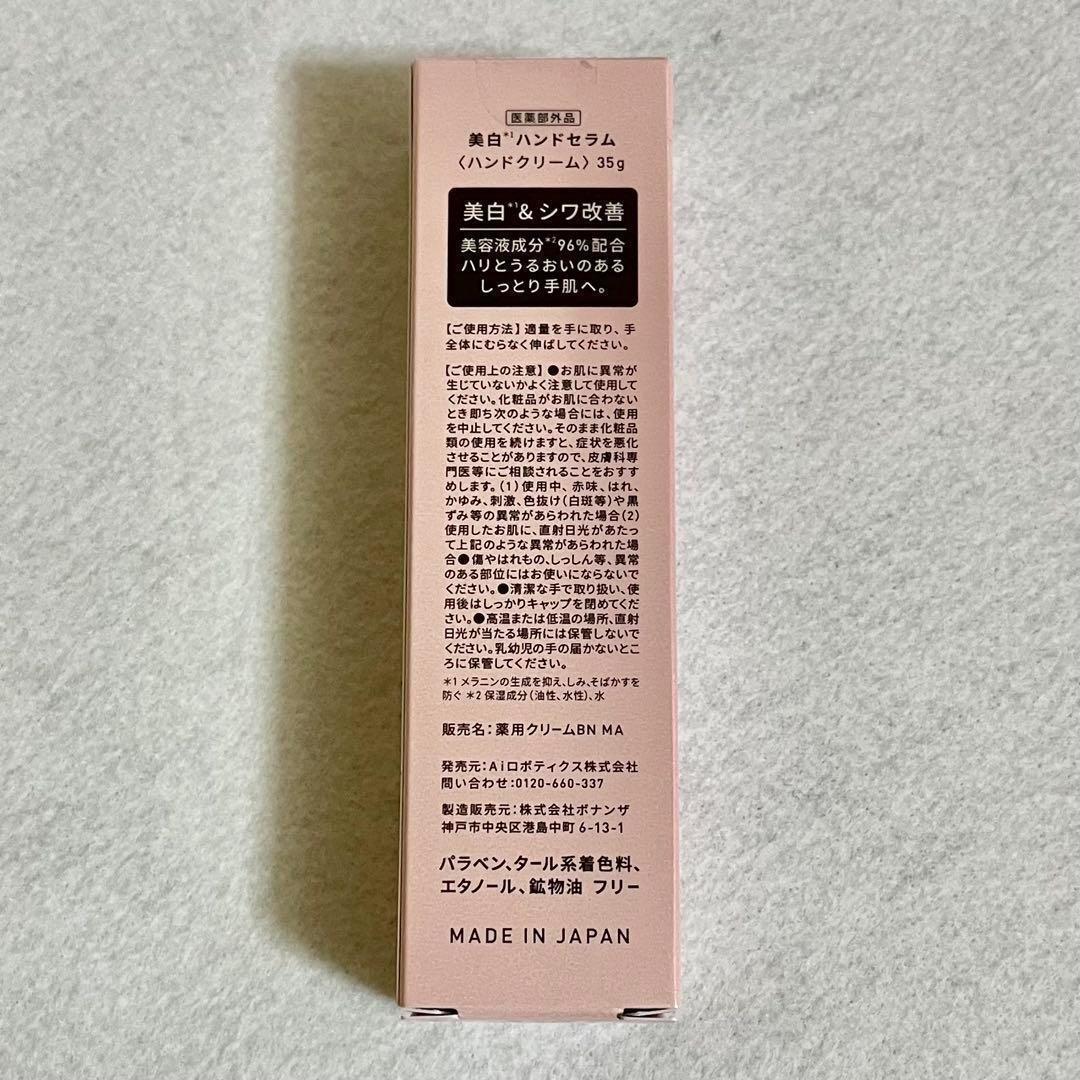 医薬部外品
美白*1ハンドセラム
〈ハンドクリーム〉35g
美白*1&シワ改善
美容液成分*2 96%配合
ハリとうるおいのある
しっとり手肌へ。
【ご使用方法】適量を手に取り、手
全体にむらなく伸ばしてください。
【ご使用上の注意】●お肌に異常が
生じていないかよく注意して使用して
ください。化粧品がお肌に合わない
とき即ち次のような場合には、使用
を中止してください。そのまま化粧品
類の使用を続けますと、症状を悪化
させることがありますので、皮膚科専
門医等にご相談されることをおすす
めします。(1)使用中、赤味、はれ、
かゆみ、刺激、色抜け(白斑等)や黒
ずみ等の異常があらわれた場合(2)
使用したお肌に、直射日光があたっ
て上記のような異常があらわれた場
合●傷やはれもの、しっしん等、異常
のある部位にはお使いにならないで
ください。●清潔な手で取り扱い、使
用後はしっかりキャップを閉めてくだ
さい。●高温または低温の場所、直射
日光が当たる場所には保管しないで
ください。乳幼児の手の届かないとこ
ろに保管してください。
*1 メラニンの生成を抑え、しみ、そばかすを
防ぐ *2 保湿成分(油性、水性)、水
販売名:薬用クリームBN MA
発売元:Aiロボティクス株式会社
問い合わせ:0120-660-337
製造販売元:株式会社ボナンザ
神戸市中央区港島中町6-13-1
パラベン、タール系着色料、
エタノール、鉱物油 フリー
MADE IN JAPAN